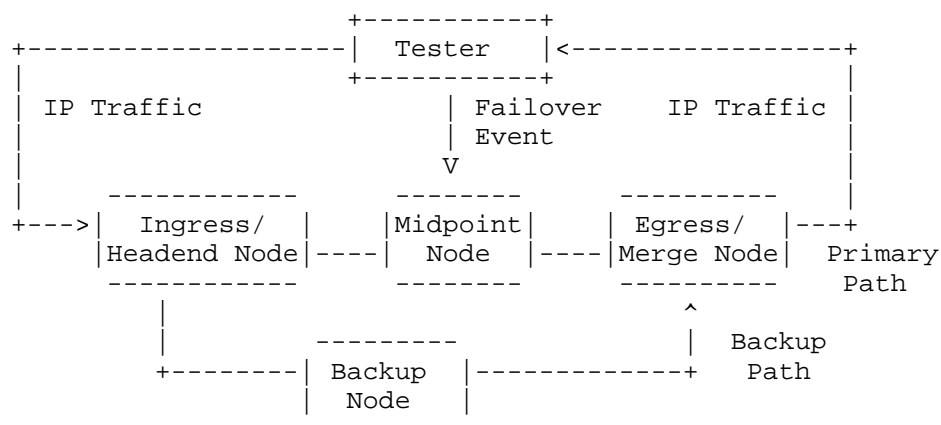 Tester
IP Traffic Failover IP Traffic
Event
Ingress/ Midpoint Egress/
Headend Node Node Merge Node Primary
Path
Backup
Backup Path
Node